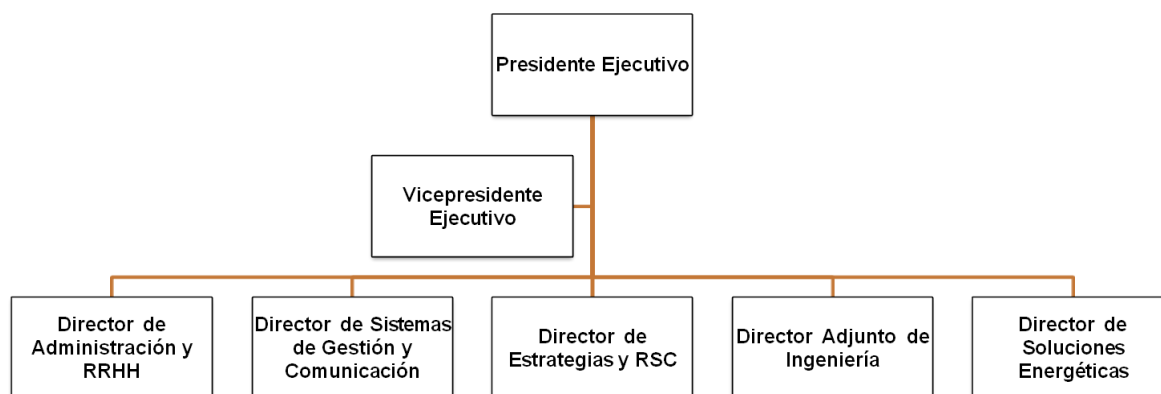 Presidente Ejecutivo
Vicepresidente
Ejecutivo
Director de
Administración y
RRHH
Director de Sistemas
de Gestión y
Comunicación
Director de
Estrategias y RSC
Director Adjunto de
Ingeniería
Director de
Soluciones
Energéticas